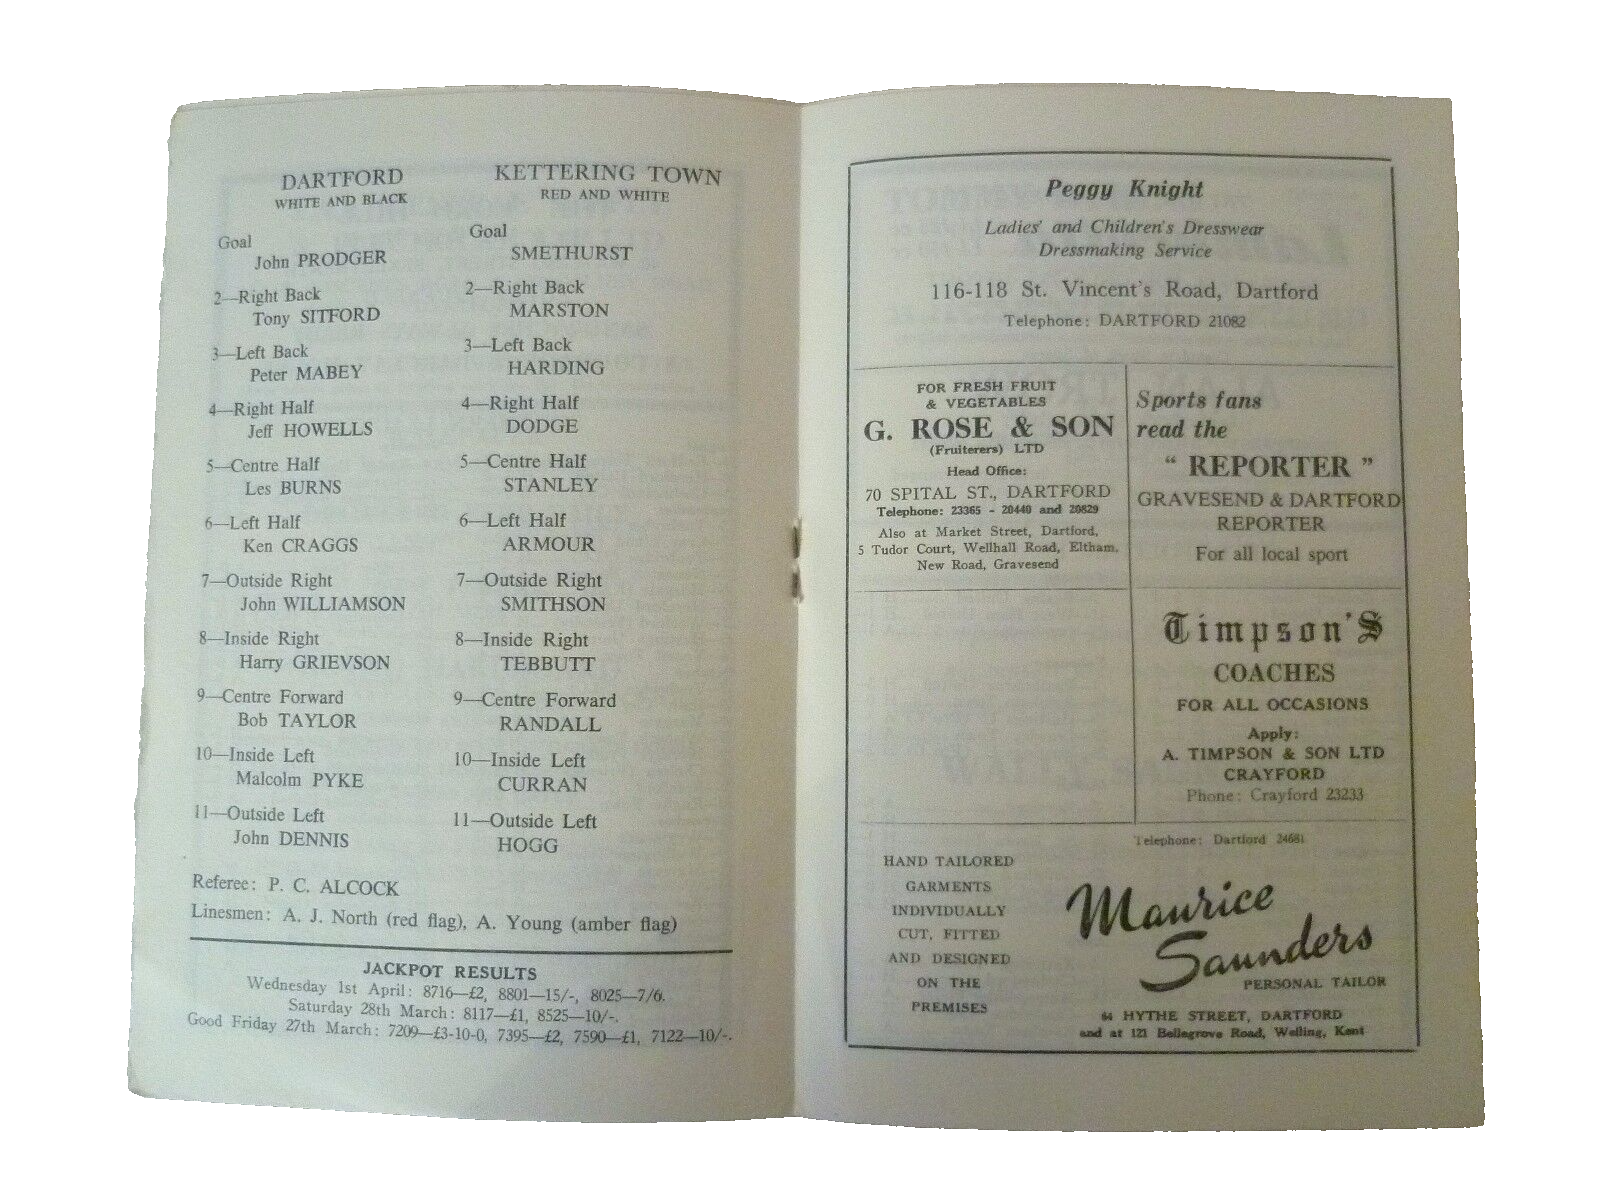 DARTFORD
WHITE AND BLACK
Goal
John PRODGER
2—Right Back
Tony SITFORD
3—Left Back
Peter MABEY
4—Right Half
Jeff HOWELLS
5—Centre Half
Les BURNS
6—Left Half
Ken CRAGGS
7—Outside Right
John WILLIAMSON
8—Inside Right
Harry GRIEVSON
9—Centre Forward
Bob TAYLOR
10—Inside Left
Malcolm PYKE
11—Outside Left
John DENNIS
KETTERING TOWN
RED AND WHITE
Goal
SMETHURST
2—Right Back
MARSTON
3—Left Back
HARDING
4—Right Half
DODGE
5—Centre Half
STANLEY
6—Left Half
ARMOUR
7—Outside Right
SMITHSON
8—Inside Right
TEBBUTT
9—Centre Forward
RANDALL
10—Inside Left
CURRAN
11—Outside Left
HOGG
Referee: P. C. ALCOCK
Linesmen: A. J. North (red flag), A. Young (amber flag)
JACKPOT RESULTS
Wednesday 1st April: 8716—£2, 8801—15/-, 8025—7/6.
Saturday 28th March: 8117—£1, 8525—10/-.
Good Friday 27th March: 7209—£3-10-0, 7395—£2, 7590—£1, 7122—10/-.
Peggy Knight
Ladies' and Children's Dresswear
Dressmaking Service
116-118 St. Vincent's Road, Dartford
Telephone: DARTFORD 21082
FOR FRESH FRUIT
& VEGETABLES
G. ROSE & SON
(Fruiterers) LTD
Head Office:
70 SPITAL ST., DARTFORD
Telephone: 23365 - 20440 and 20829
Also at Market Street, Dartford,
5 Tudor Court, Wellhall Road, Eltham,
New Road, Gravesend
Sports fans
read the
" REPORTER "
GRAVESEND & DARTFORD
REPORTER
For all local sport
Timpson'S
COACHES
FOR ALL OCCASIONS
Apply:
A. TIMPSON & SON LTD
CRAYFORD
Phone: Crayford 23233
Telephone: Dartford 24681
HAND TAILORED
GARMENTS
INDIVIDUALLY
CUT, FITTED
AND DESIGNED
ON THE
PREMISES
Maurice
Saunders
PERSONAL TAILOR
64 HYTHE STREET, DARTFORD
and at 121 Bellegrove Road, Welling, Kent